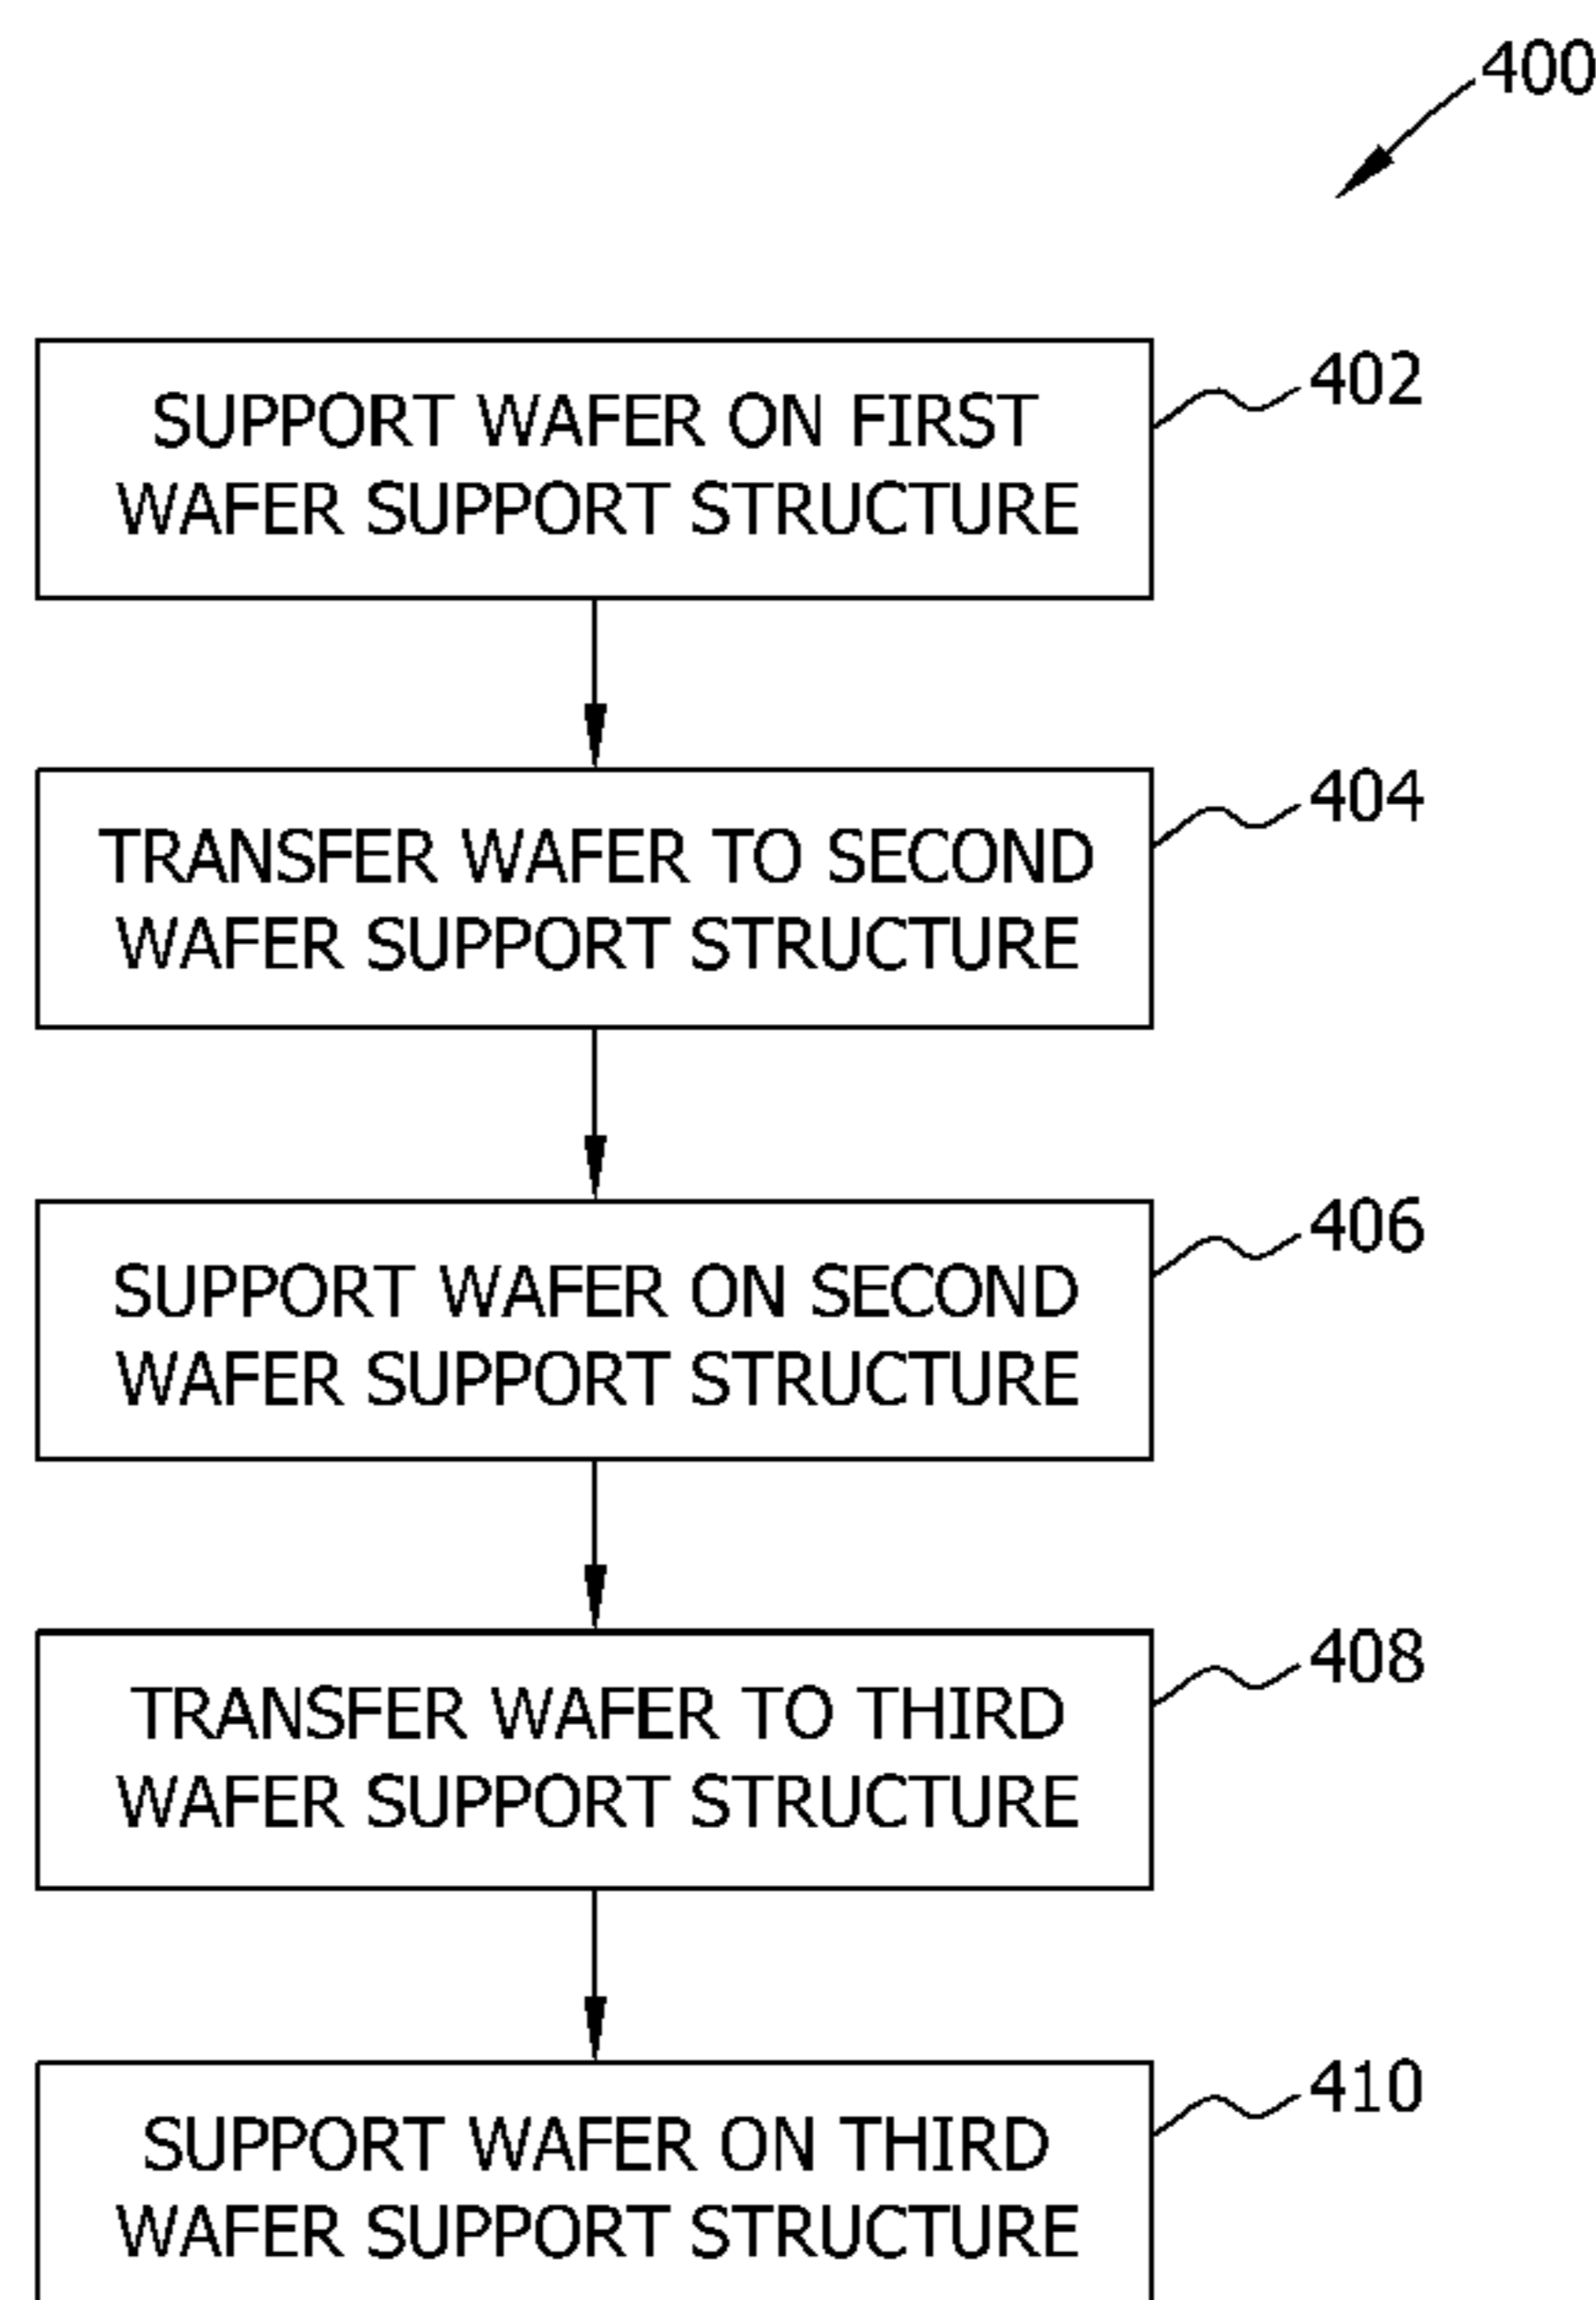 400
SUPPORT WAFER ON FIRST
WAFER SUPPORT STRUCTURE
402
TRANSFER WAFER TO SECOND
WAFER SUPPORT STRUCTURE
404
SUPPORT WAFER ON SECOND
WAFER SUPPORT STRUCTURE
406
TRANSFER WAFER TO THIRD
WAFER SUPPORT STRUCTURE
408
SUPPORT WAFER ON THIRD
WAFER SUPPORT STRUCTURE
410